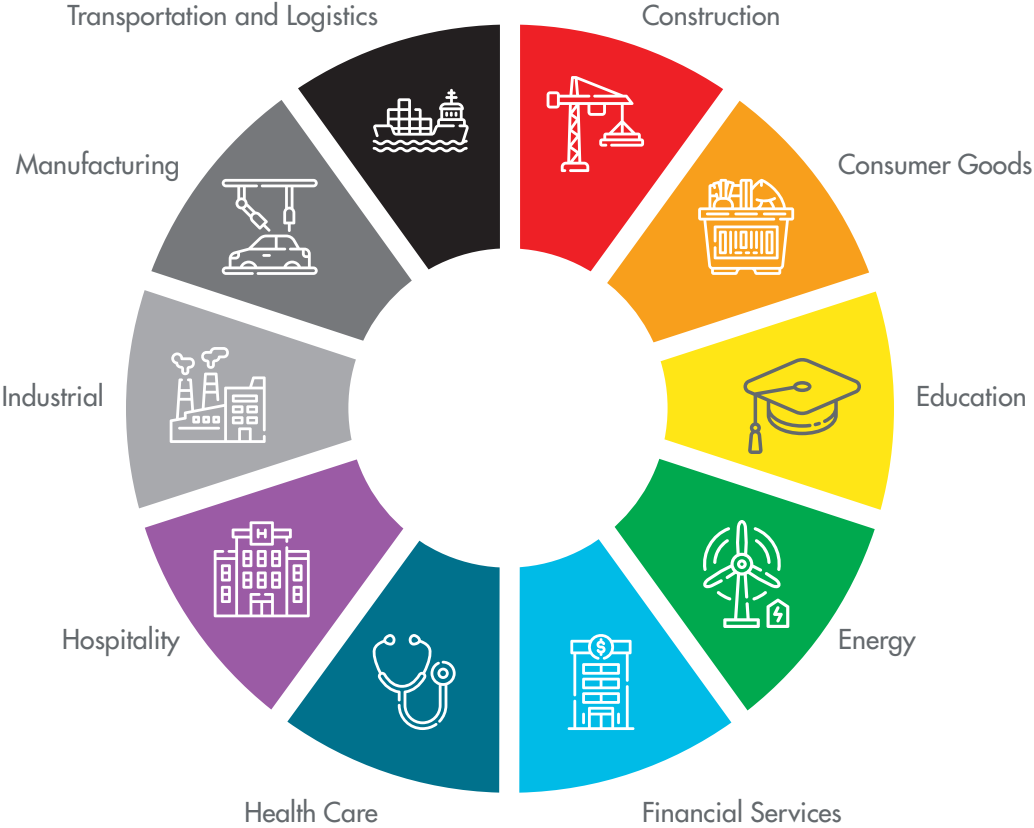 Transportation and Logistics
Construction
Manufacturing
Consumer Goods
Industrial
Education
H
Hospitality
$
Energy
Health Care
Financial Services